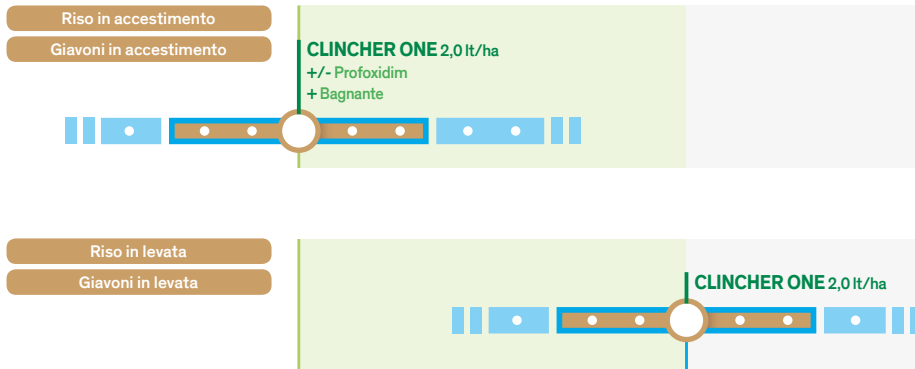 Riso in accestimento
Giavoni in accestimento
CLINCHER ONE 2,0 lt/ha
+/- Profoxidim
+ Bagnante
Riso in levata
Giavoni in levata
CLINCHER ONE 2,0 lt/ha